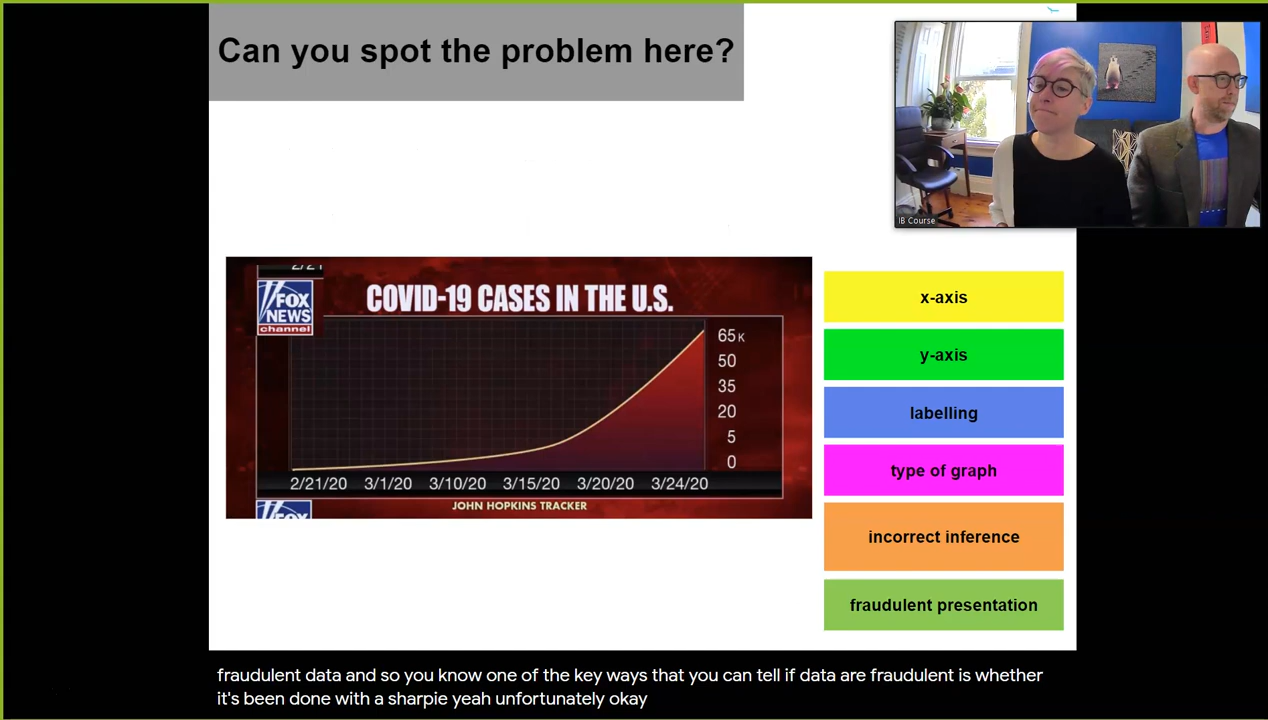 Can you spot the problem here?
IB Course
2/21
FOX
NEWS
channel
COVID-19 CASES IN THE U.S.
65K
50
35
20
5
0
2/21/20 3/1/20 3/10/20 3/15/20 3/20/20 3/24/20
JOHN HOPKINS TRACKER
FOX
x-axis
y-axis
labelling
type of graph
incorrect inference
fraudulent presentation
fraudulent data and so you know one of the key ways that you can tell if data are fraudulent is whether
it's been done with a sharpie yeah unfortunately okay